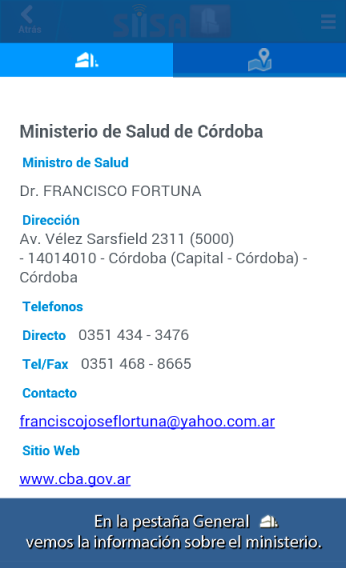 Atrás
SIISA
Ministerio de Salud de Córdoba
Ministro de Salud
Dr. FRANCISCO FORTUNA
Dirección
Av. Vélez Sarsfield 2311 (5000)
- 14014010 - Córdoba (Capital - Córdoba) -
Córdoba
Telefonos
Directo 0351 434 - 3476
Tel/Fax 0351 468 - 8665
Contacto
franciscojoseflortuna@yahoo.com.ar
Sitio Web
www.cba.gov.ar
En la pestaña General
vemos la información sobre el ministerio.